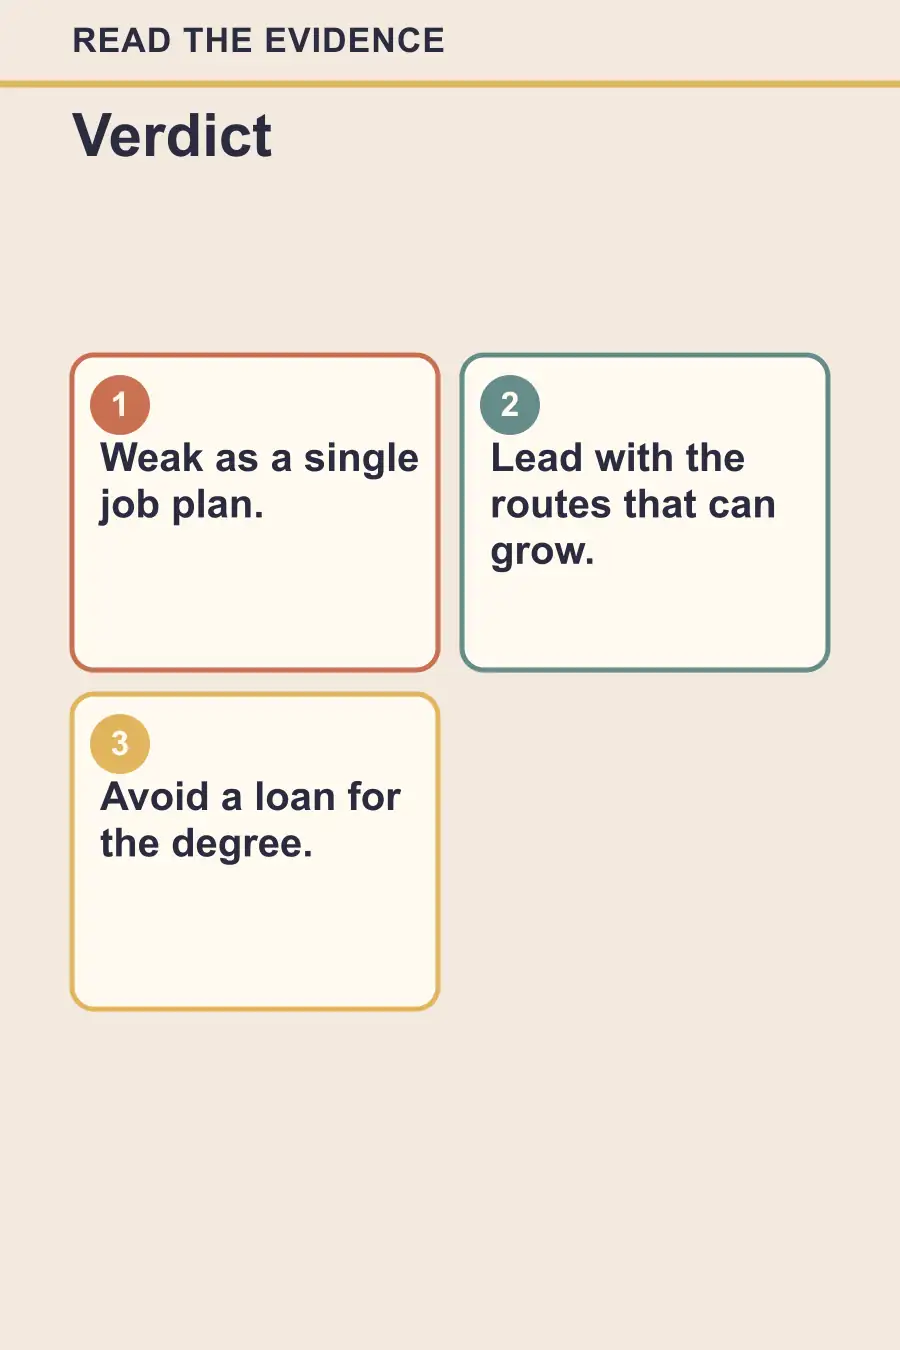 READ THE EVIDENCE
Verdict
1
Weak as a single
job plan.
2
Lead with the
routes that can
grow.
3
Avoid a loan for
the degree.